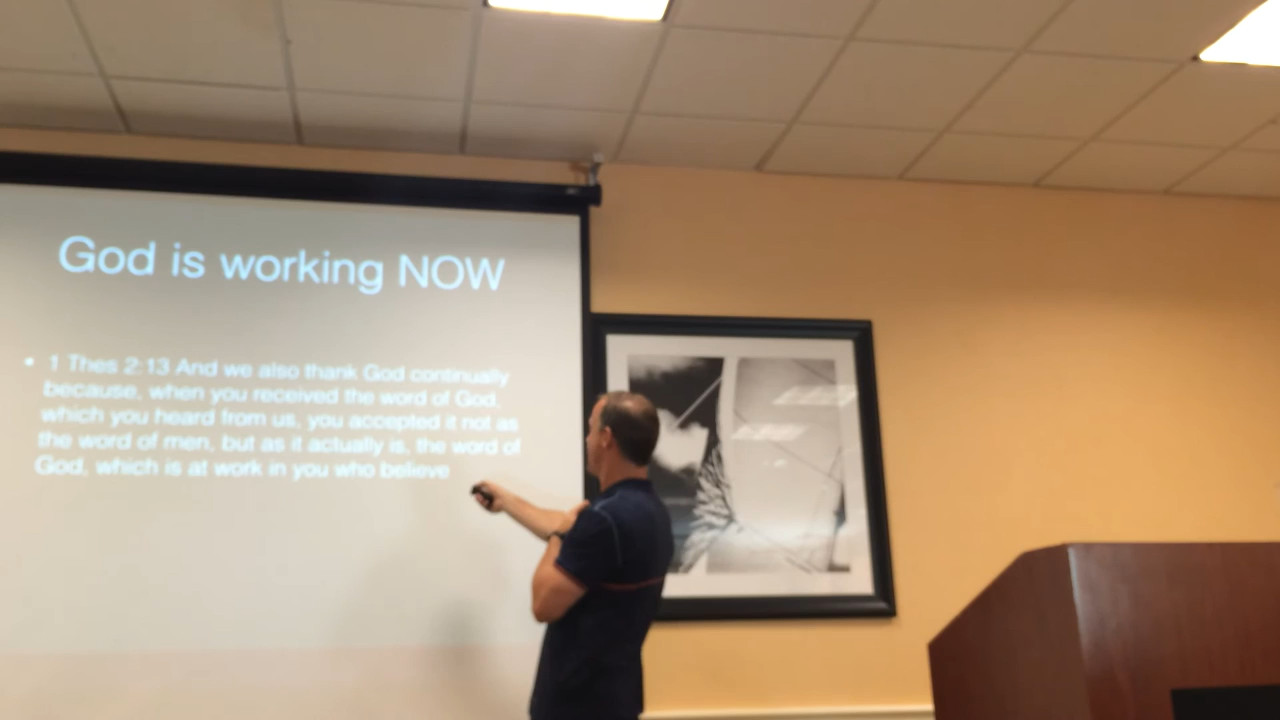 God is working NOW
• 1 Thes 2:13 And we also thank God continually
because, when you received the word of God,
which you heard from us, you accepted it not as
the word of men, but as it actually is, the word of
God, which is at work in you who believe